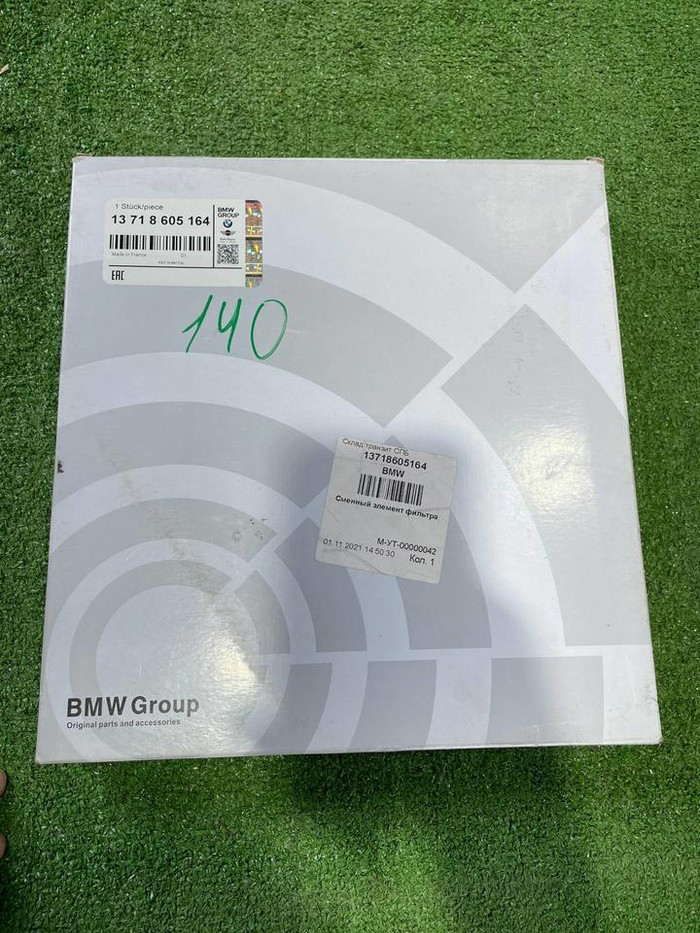 1 Stück/piece
13 71 8 605 164
BMW
GROUP
Made in France
01
EAC
140
Склад транзит СПБ
13718605164
BMW
Сменный элемент фильтра
М-УТ-00000042
01.11.2021 14:50:30
Кол. 1
BMW Group
Original parts and accessories